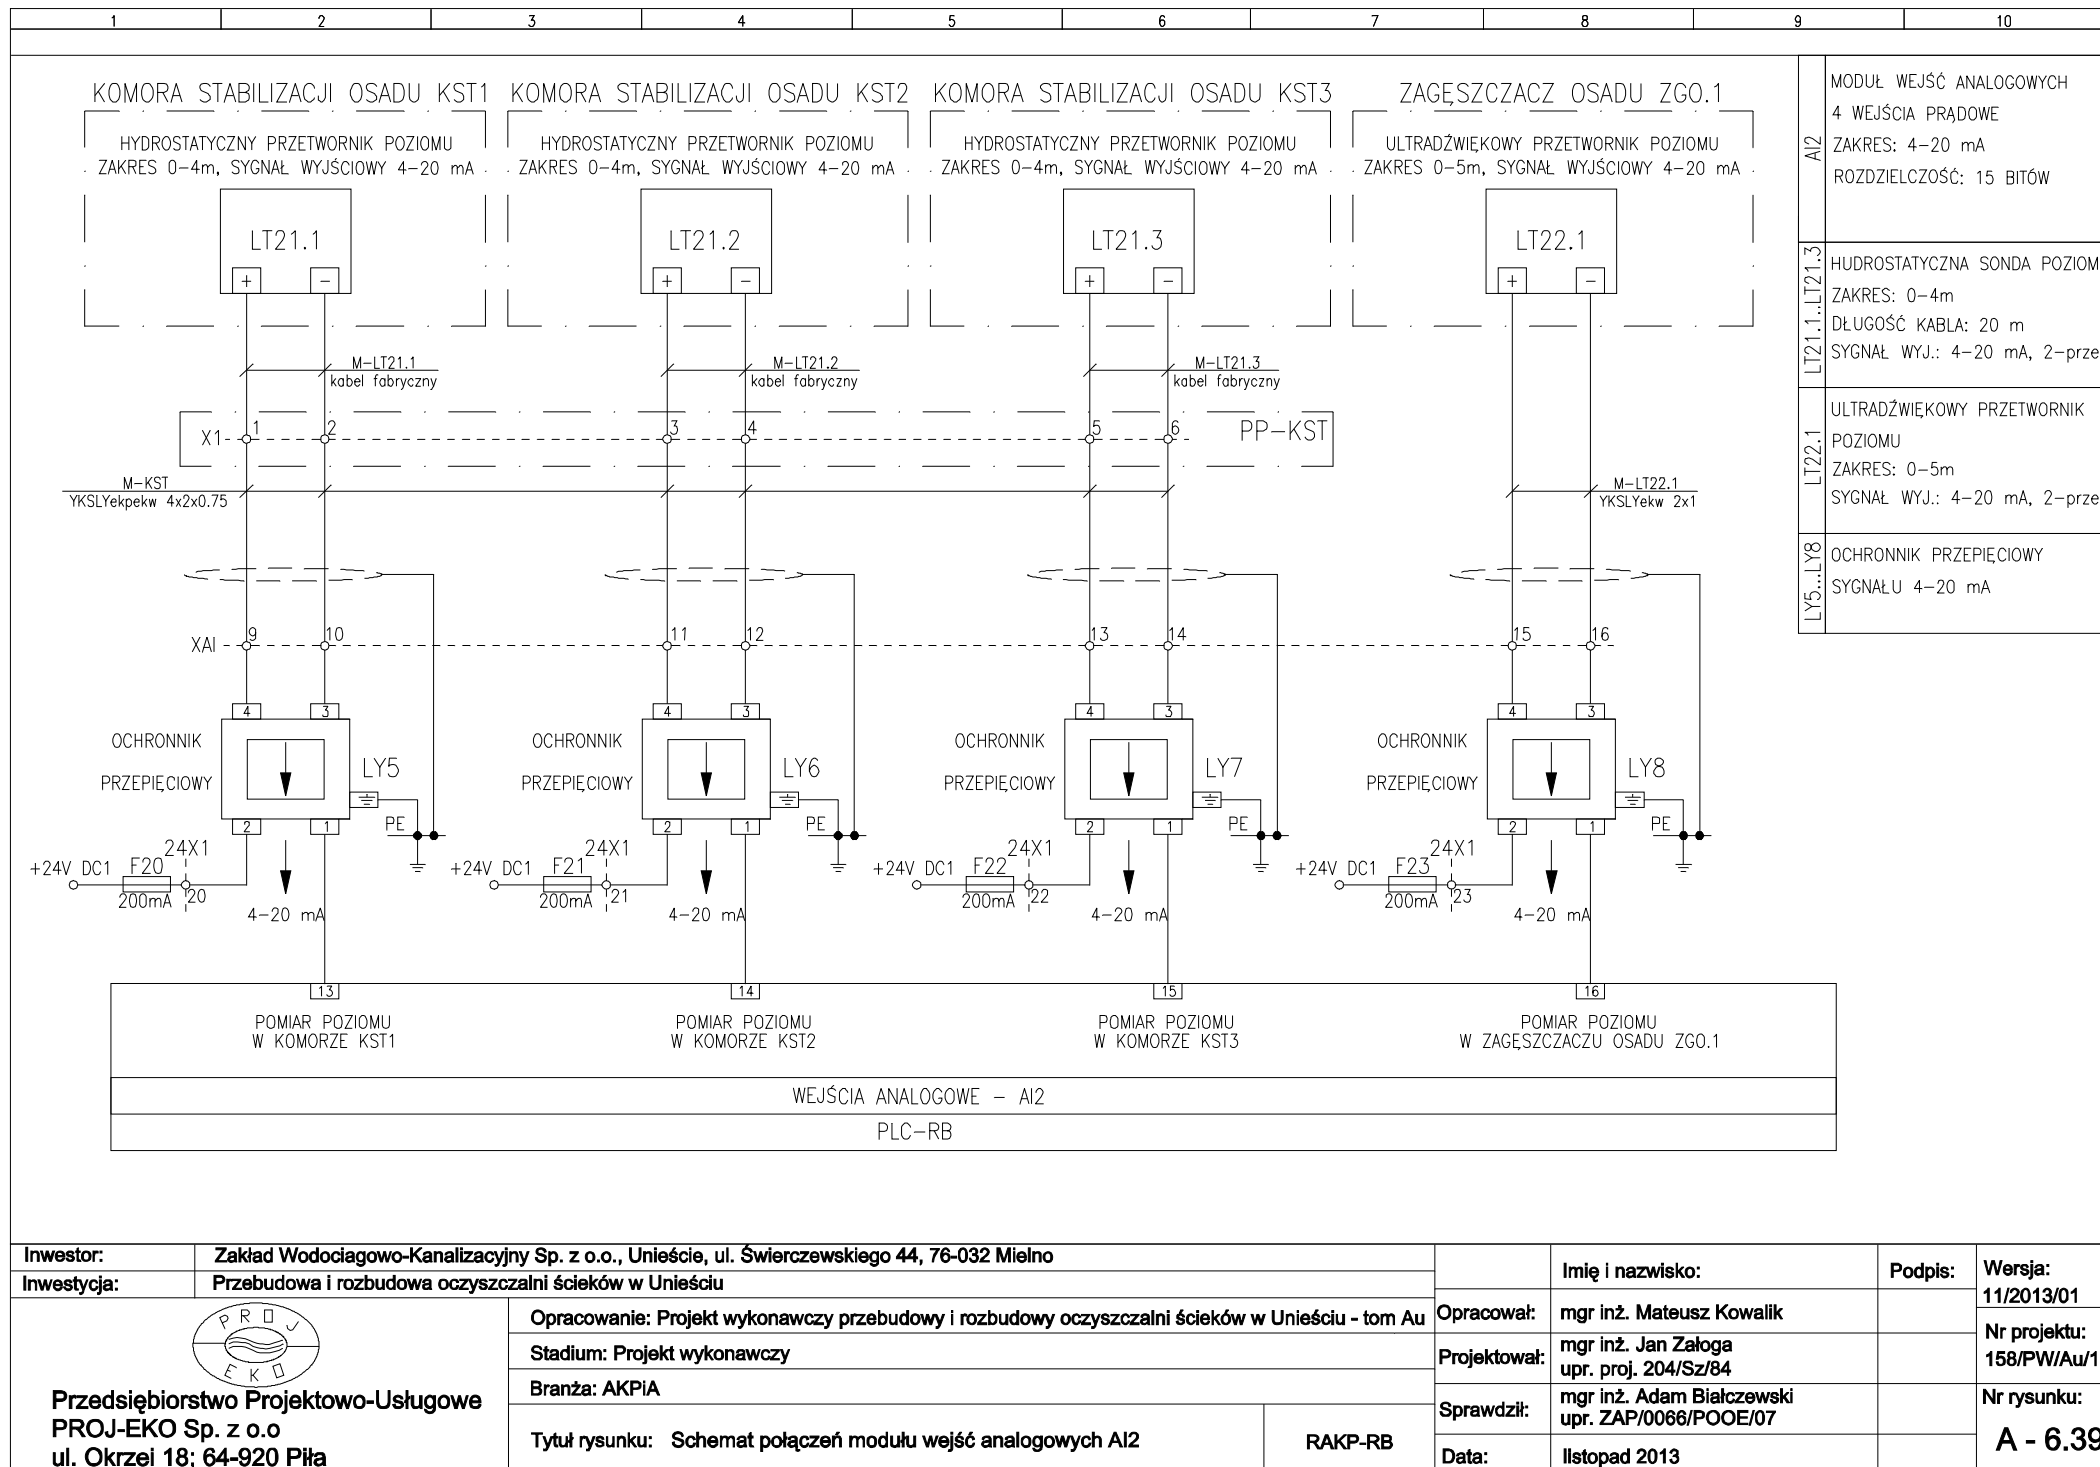 1 2 3 4 5 6 7 8 9 10
KOMORA STABILIZACJI OSADU KST1
HYDROSTATYCZNY PRZETWORNIK POZIOMU
ZAKRES 0-4m, SYGNAŁ WYJŚCIOWY 4-20 mA
LT21.1
+ -
M-LT21.1
kabel fabryczny
KOMORA STABILIZACJI OSADU KST2
HYDROSTATYCZNY PRZETWORNIK POZIOMU
ZAKRES 0-4m, SYGNAŁ WYJŚCIOWY 4-20 mA
LT21.2
+ -
M-LT21.2
kabel fabryczny
KOMORA STABILIZACJI OSADU KST3
HYDROSTATYCZNY PRZETWORNIK POZIOMU
ZAKRES 0-4m, SYGNAŁ WYJŚCIOWY 4-20 mA
LT21.3
+ -
M-LT21.3
kabel fabryczny
ZAGĘSZCZACZ OSADU ZGO.1
ULTRADŹWIĘKOWY PRZETWORNIK POZIOMU
ZAKRES 0-5m, SYGNAŁ WYJŚCIOWY 4-20 mA
LT22.1
+ -
X1 1 2 3 4 5 6 PP-KST
M-KST
YKSLYekpekw 4x2x0.75
M-LT22.1
YKSLYekw 2x1
XAI 9 10 11 12 13 14 15 16
4 3
OCHRONNIK
PRZEPIĘCIOWY
LY5
2 1
PE
24X1
+24V DC1 F20
200mA 20
4-20 mA
4 3
OCHRONNIK
PRZEPIĘCIOWY
LY6
2 1
PE
24X1
+24V DC1 F21
200mA 21
4-20 mA
4 3
OCHRONNIK
PRZEPIĘCIOWY
LY7
2 1
PE
24X1
+24V DC1 F22
200mA 22
4-20 mA
4 3
OCHRONNIK
PRZEPIĘCIOWY
LY8
2 1
PE
24X1
+24V DC1 F23
200mA 23
4-20 mA
13
POMIAR POZIOMU
W KOMORZE KST1
14
POMIAR POZIOMU
W KOMORZE KST2
15
POMIAR POZIOMU
W KOMORZE KST3
16
POMIAR POZIOMU
W ZAGĘSZCZACZU OSADU ZGO.1
WEJŚCIA ANALOGOWE - AI2
PLC-RB
AI2
MODUŁ WEJŚĆ ANALOGOWYCH
4 WEJŚCIA PRĄDOWE
ZAKRES: 4-20 mA
ROZDZIELCZOŚĆ: 15 BITÓW
LT21.1..LT21.3
HUDROSTATYCZNA SONDA POZIOM
ZAKRES: 0-4m
DŁUGOŚĆ KABLA: 20 m
SYGNAŁ WYJ.: 4-20 mA, 2-prze
LT22.1
ULTRADŹWIĘKOWY PRZETWORNIK
POZIOMU
ZAKRES: 0-5m
SYGNAŁ WYJ.: 4-20 mA, 2-prze
LY5...LY8
OCHRONNIK PRZEPIĘCIOWY
SYGNAŁU 4-20 mA
Inwestor: Zakład Wodociagowo-Kanalizacyjny Sp. z o.o., Unieście, ul. Świerczewskiego 44, 76-032 Mielno
Inwestycja: Przebudowa i rozbudowa oczyszczalni ścieków w Unieściu
PROJ
EKO
Przedsiębiorstwo Projektowo-Usługowe
PROJ-EKO Sp. z o.o
ul. Okrzei 18; 64-920 Piła
Opracowanie: Projekt wykonawczy przebudowy i rozbudowy oczyszczalni ścieków w Unieściu - tom Au
Stadium: Projekt wykonawczy
Branża: AKPiA
Tytuł rysunku: Schemat połączeń modułu wejść analogowych AI2
RAKP-RB
Imię i nazwisko: Podpis:
Opracował: mgr inż. Mateusz Kowalik
Projektował: mgr inż. Jan Załoga
upr. proj. 204/Sz/84
Sprawdził: mgr inż. Adam Białczewski
upr. ZAP/0066/POOE/07
Data: listopad 2013
Wersja:
11/2013/01
Nr projektu:
158/PW/Au/1
Nr rysunku:
A - 6.39